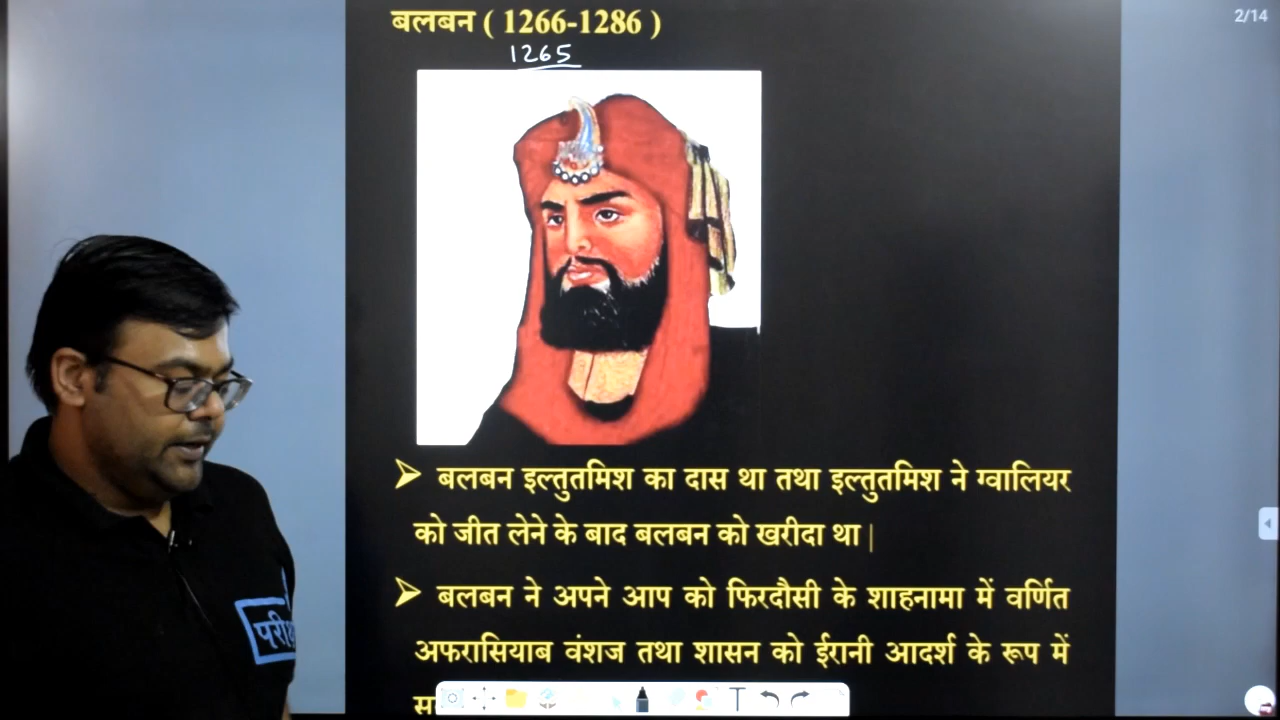 बलबन ( 1266-1286 )
2/14
1265
➢ बलबन इल्तुतमिश का दास था तथा इल्तुतमिश ने ग्वालियर
को जीत लेने के बाद बलबन को खरीदा था |
➢ बलबन ने अपने आप को फिरदौसी के शाहनामा में वर्णित
अफरासियाब वंशज तथा शासन को ईरानी आदर्श के रूप में